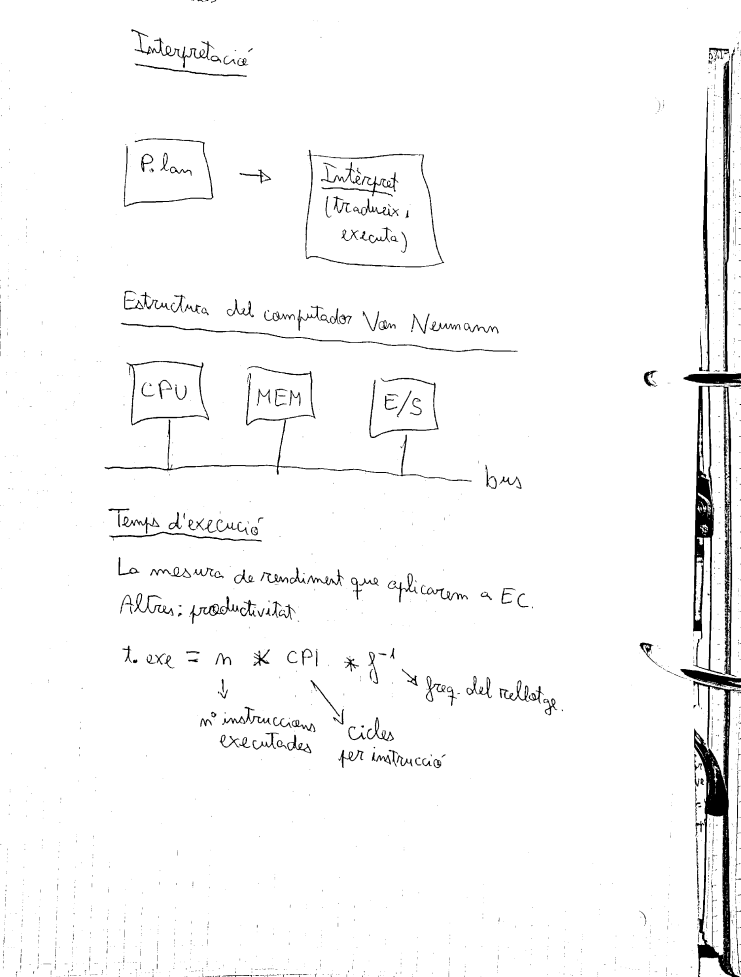 Interpretació
P. lan
Intèrpret
(tradueix i
executa)
Estructura del computador Von Neumann
CPU
MEM
E/S
bus
Temps d'execució
La mesura de rendiment que aplicarem a EC.
Altres: productivitat.
t. exe = n * CPI * f⁻¹
freq. del rellotge.
nº instruccions
executades
cicles
per instrucció